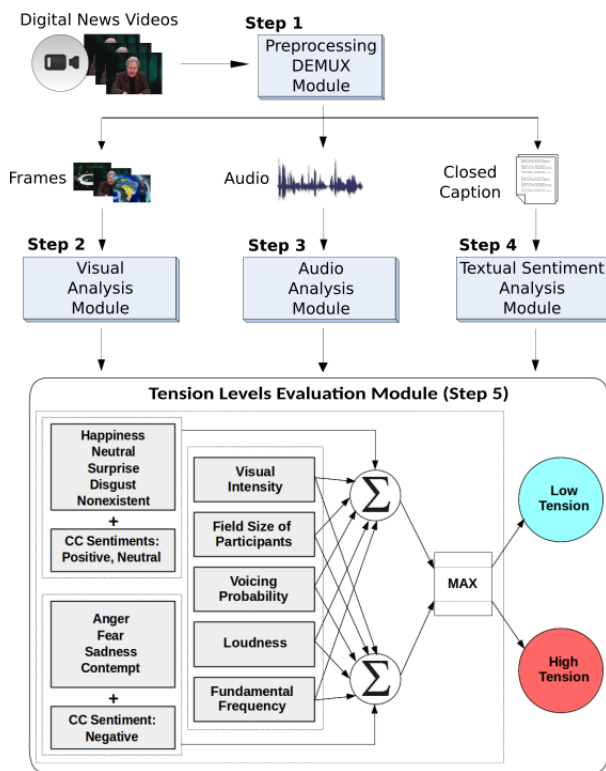 Digital News Videos
Step 1
Preprocessing
DEMUX
Module
Frames
Audio
Closed
Caption
Step 2
Visual
Analysis
Module
Step 3
Audio
Analysis
Module
Step 4
Textual Sentiment
Analysis
Module
Tension Levels Evaluation Module (Step 5)
Happiness
Neutral
Surprise
Disgust
Nonexistent
+
CC Sentiments:
Positive, Neutral
Anger
Fear
Sadness
Contempt
+
CC Sentiment:
Negative
Visual
Intensity
Field Size of
Participants
Voicing
Probability
Loudness
Fundamental
Frequency
Σ
Σ
MAX
Low
Tension
High
Tension